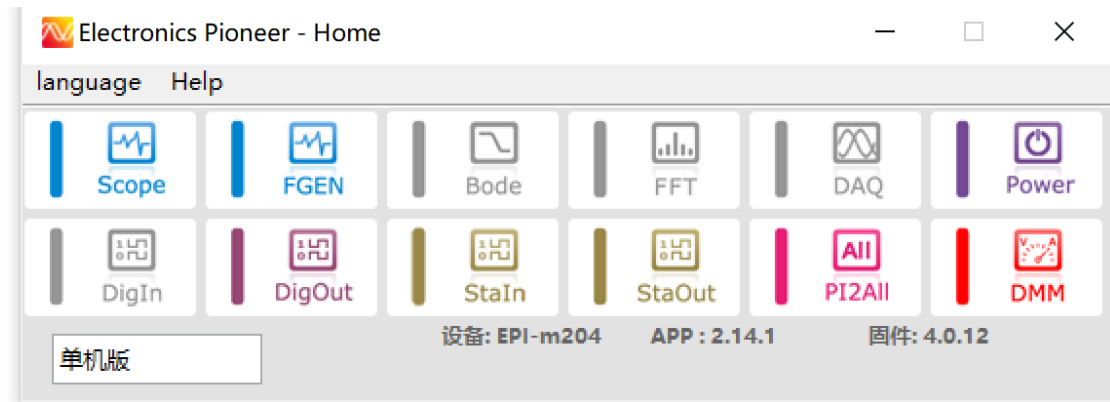 Electronics Pioneer - Home
language Help
Scope FGEN Bode FFT DAQ Power
DigIn DigOut StaIn StaOut All PI2All V A DMM
设备: EPI-m204 APP : 2.14.1 固件: 4.0.12
单机版